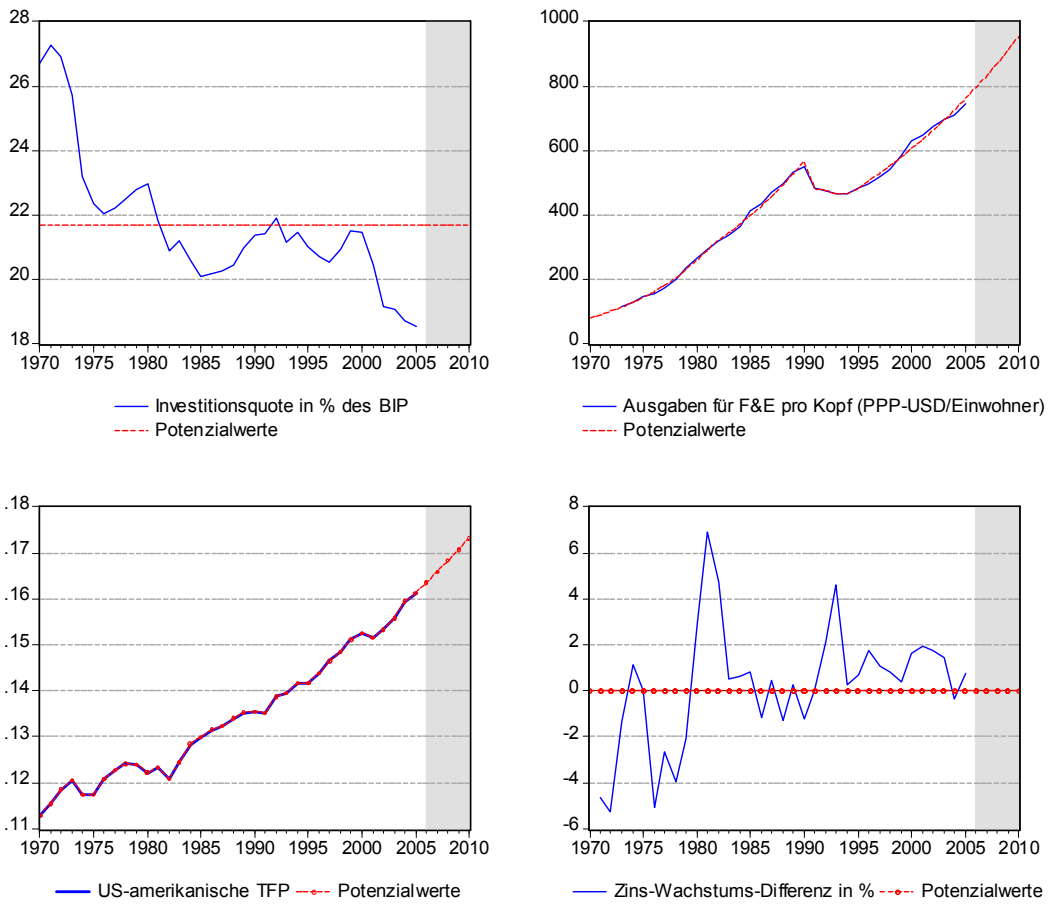 28
26
24
22
20
18
1970 1975 1980 1985 1990 1995 2000 2005 2010
Investitionsquote in % des BIP
Potenzialwerte
1000
800
600
400
200
0
1970 1975 1980 1985 1990 1995 2000 2005 2010
Ausgaben für F&E pro Kopf (PPP-USD/Einwohner)
Potenzialwerte
.18
.17
.16
.15
.14
.13
.12
.11
1970 1975 1980 1985 1990 1995 2000 2005 2010
US-amerikanische TFP Potenzialwerte
8
6
4
2
0
-2
-4
-6
1970 1975 1980 1985 1990 1995 2000 2005 2010
Zins-Wachstums-Differenz in % Potenzialwerte